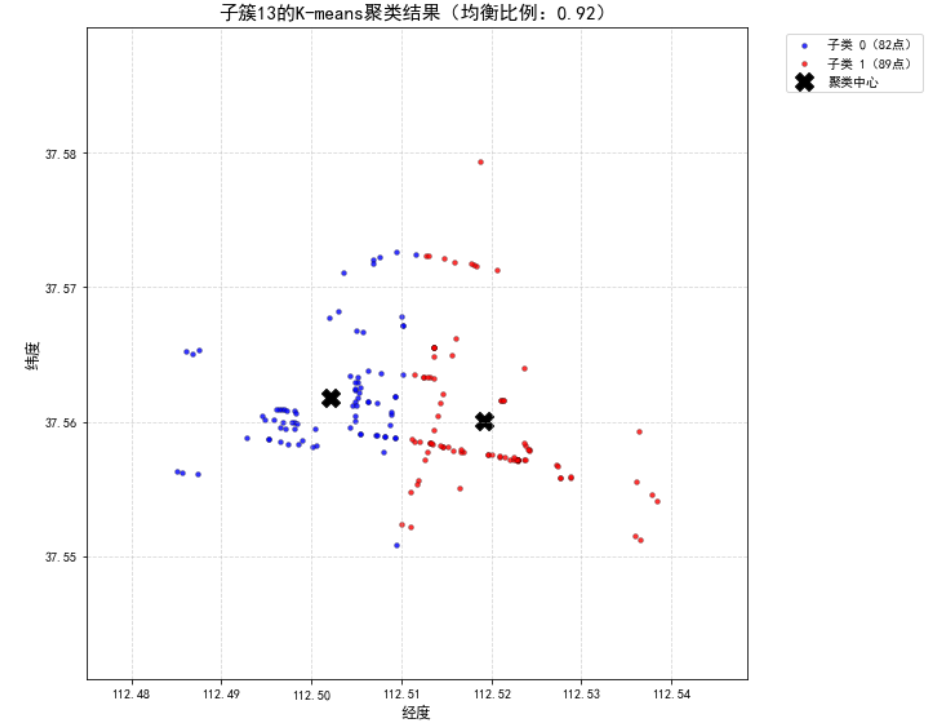 子簇13的K-means聚类结果（均衡比例：0.92）
子类 0（82点）
子类 1（89点）
聚类中心
37.58
37.57
37.56
37.55
纬度
112.48 112.49 112.50 112.51 112.52 112.53 112.54
经度